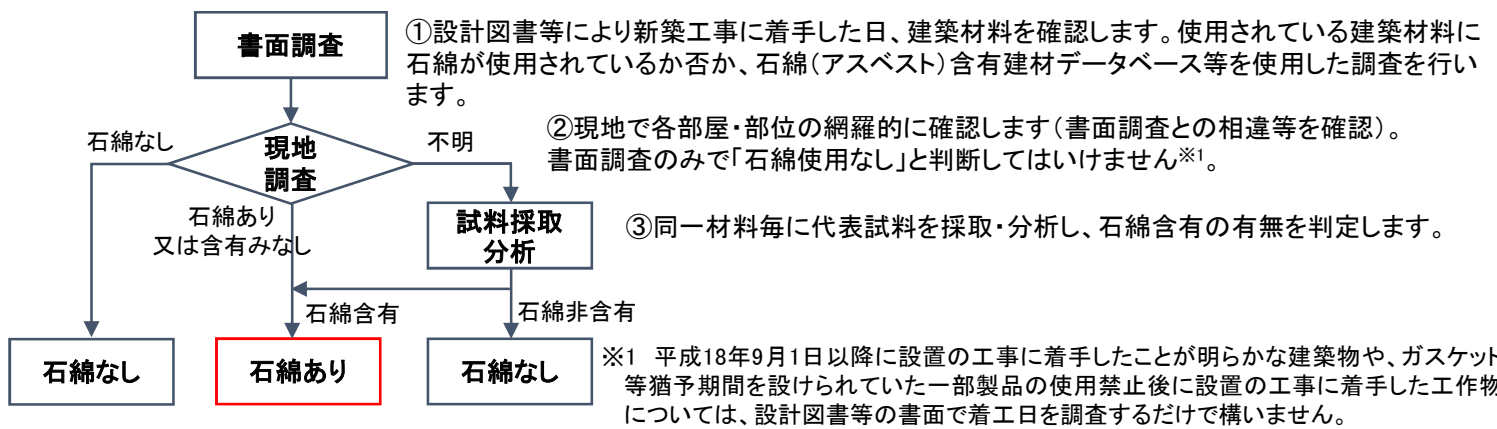 書面調査
①設計図書等により新築工事に着手した日、建築材料を確認します。使用されている建築材料に
石綿が使用されているか否か、石綿(アスベスト)含有建材データベース等を使用した調査を行い
ます。
石綿なし
現地
調査
不明
②現地で各部屋・部位の網羅的に確認します(書面調査との相違等を確認)。
書面調査のみで「石綿使用なし」と判断してはいけません※1。
石綿あり
又は含有みなし
試料採取
分析
③同一材料毎に代表試料を採取・分析し、石綿含有の有無を判定します。
石綿含有
石綿非含有
石綿なし
石綿あり
石綿なし
※1 平成18年9月1日以降に設置の工事に着手したことが明らかな建築物や、ガスケット
等猶予期間を設けられていた一部製品の使用禁止後に設置の工事に着手した工作物
については、設計図書等の書面で着工日を調査するだけで構いません。